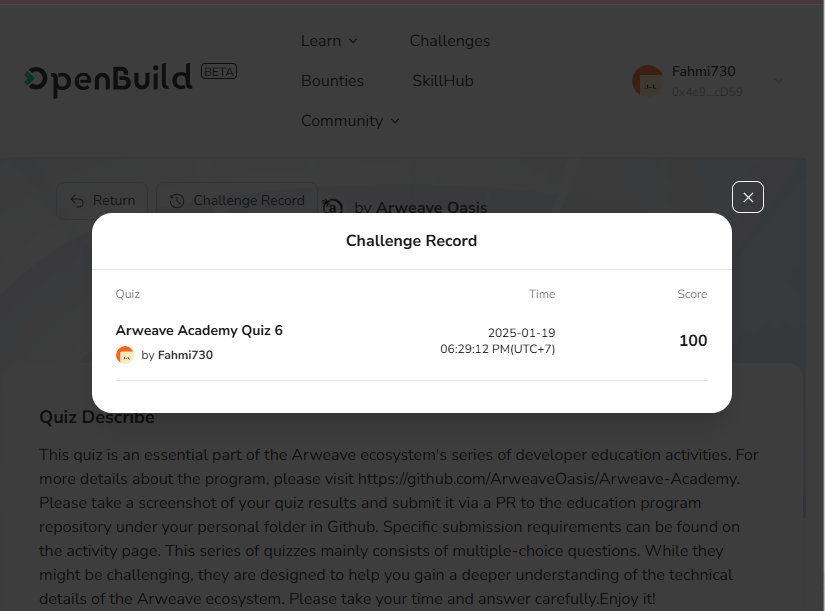 OpenBuild BETA
Learn
Challenges
Bounties
SkillHub
Community
Fahmi730
0x4e9...cD59
Return
Challenge Record
by Arweave Oasis
Challenge Record
Quiz
Time
Score
Arweave Academy Quiz 6
by Fahmi730
2025-01-19
06:29:12 PM(UTC+7)
100
Quiz Describe
This quiz is an essential part of the Arweave ecosystem's series of developer education activities. For
more details about the program, please visit https://github.com/ArweaveOasis/Arweave-Academy.
Please take a screenshot of your quiz results and submit it via a PR to the education program
repository under your personal folder in Github. Specific submission requirements can be found on
the activity page. This series of quizzes mainly consists of multiple-choice questions. While they
might be challenging, they are designed to help you gain a deeper understanding of the technical
details of the Arweave ecosystem. Please take your time and answer carefully.Enjoy it!